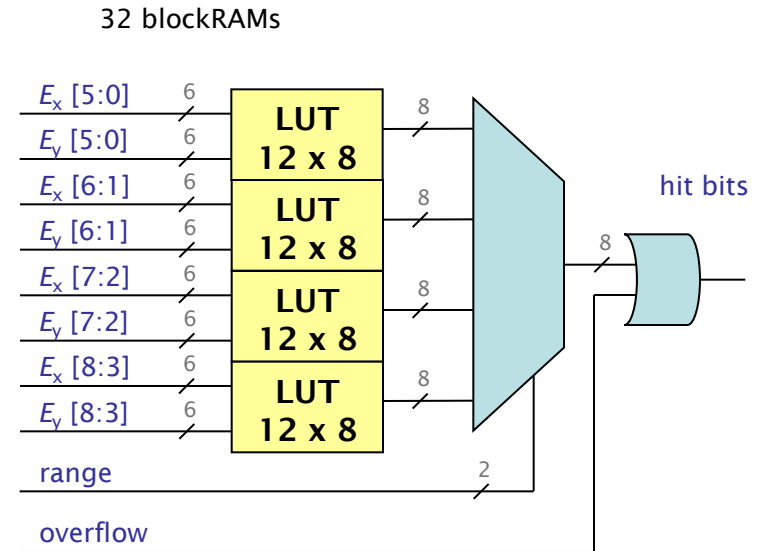 32 blockRAMs
Ex [5:0] 6
Ey [5:0] 6
Ex [6:1] 6
Ey [6:1] 6
Ex [7:2] 6
Ey [7:2] 6
Ex [8:3] 6
Ey [8:3] 6
LUT
12 x 8
LUT
12 x 8
LUT
12 x 8
LUT
12 x 8
8
8
8
8
8
hit bits
range 2
overflow